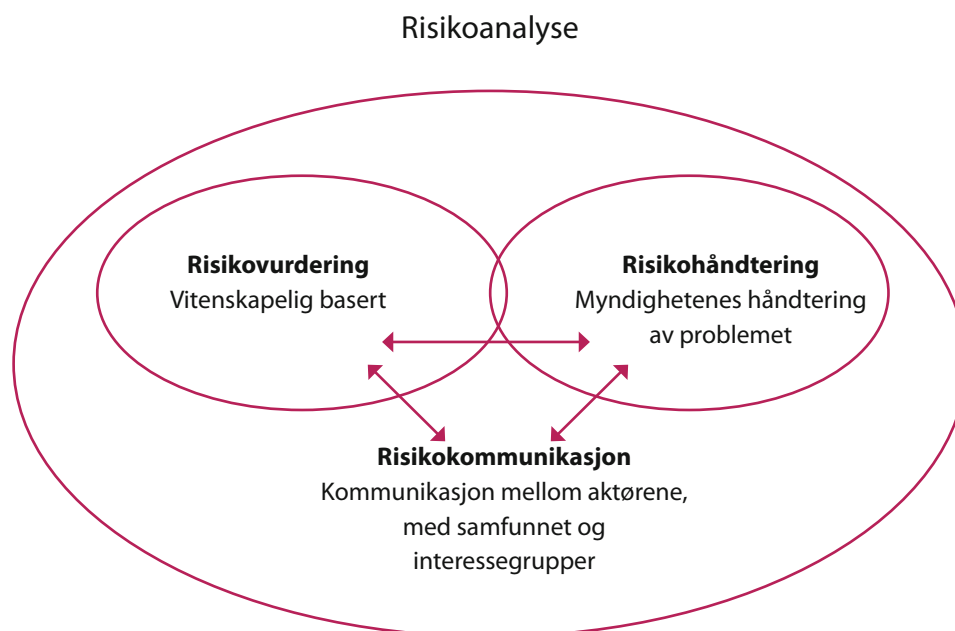 Risikoanalyse
Risikovurdering
Vitenskapelig basert
Risikohåndtering
Myndighetenes håndtering
av problemet
Risikokommunikasjon
Kommunikasjon mellom aktørene,
med samfunnet og
interessegrupper